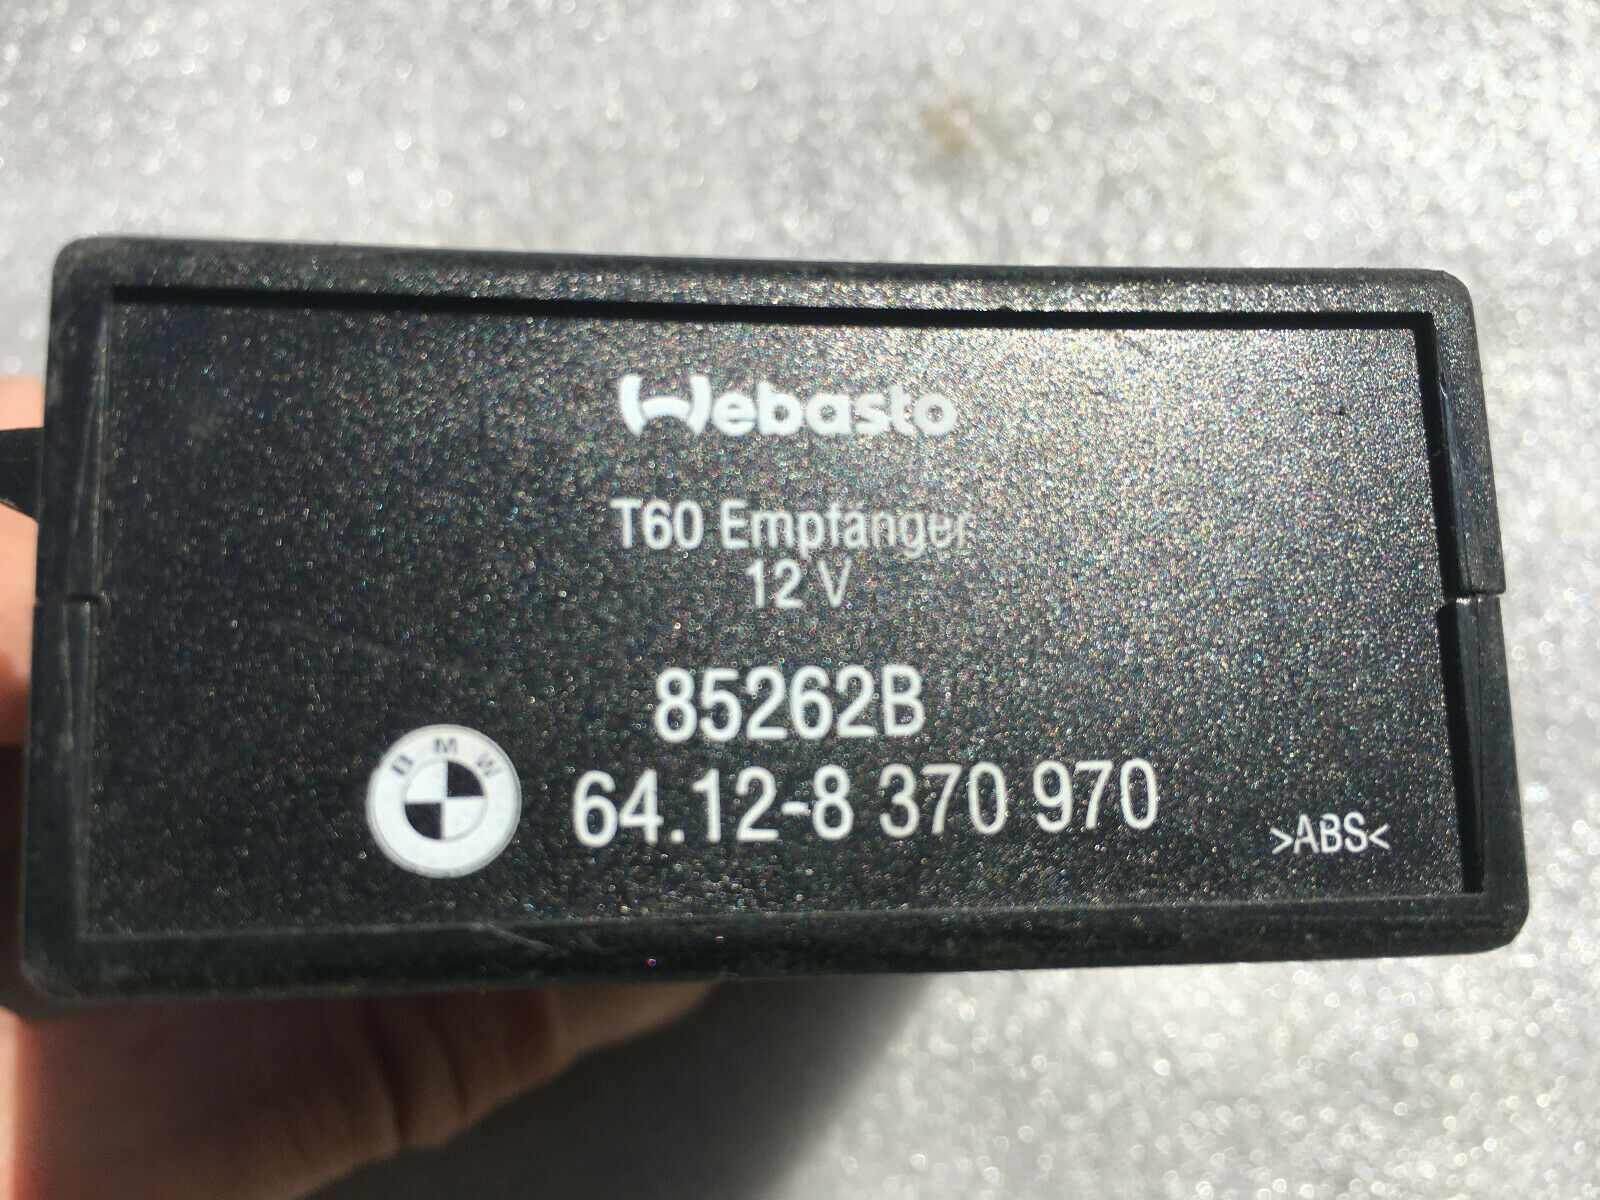 Webasto
T60 Empfänger
12 V
85262B
BMW
64.12-8 370 970
>ABS<